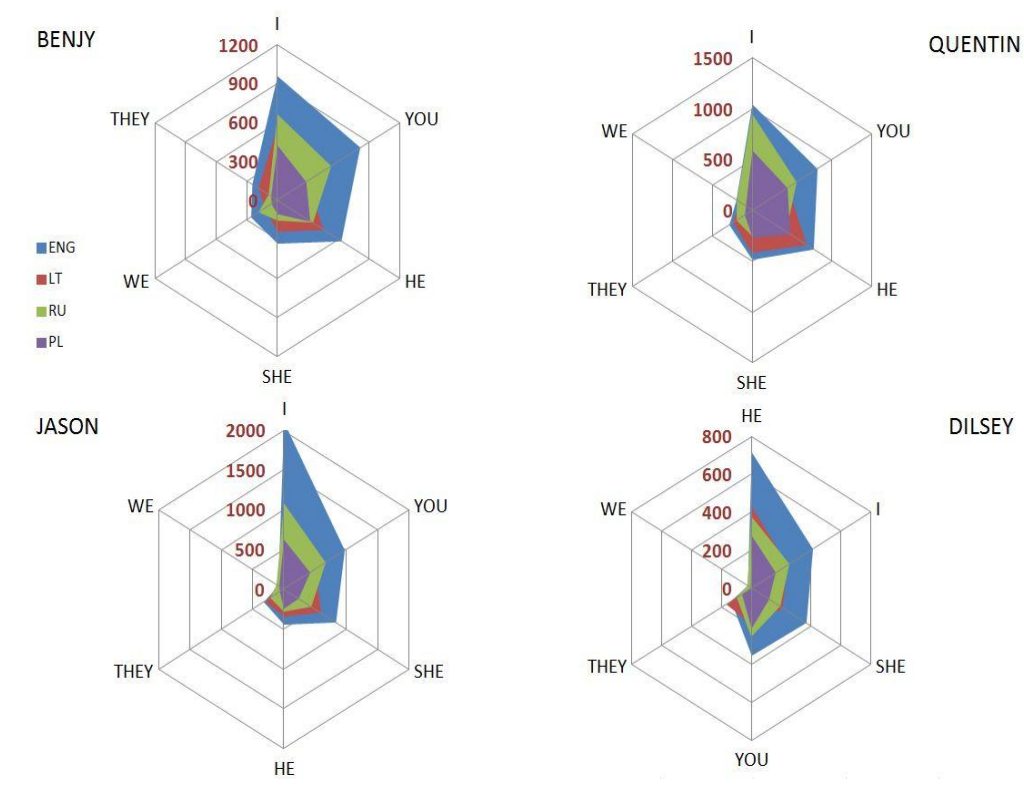 BENJY
I
1200
900
600
300
0
THEY
YOU
WE
HE
SHE
ENG
LT
RU
PL
QUENTIN
I
1500
1000
500
0
WE
YOU
THEY
HE
SHE
JASON
I
2000
1500
1000
500
0
WE
YOU
THEY
SHE
HE
DILSEY
HE
800
600
400
200
0
WE
I
THEY
SHE
YOU